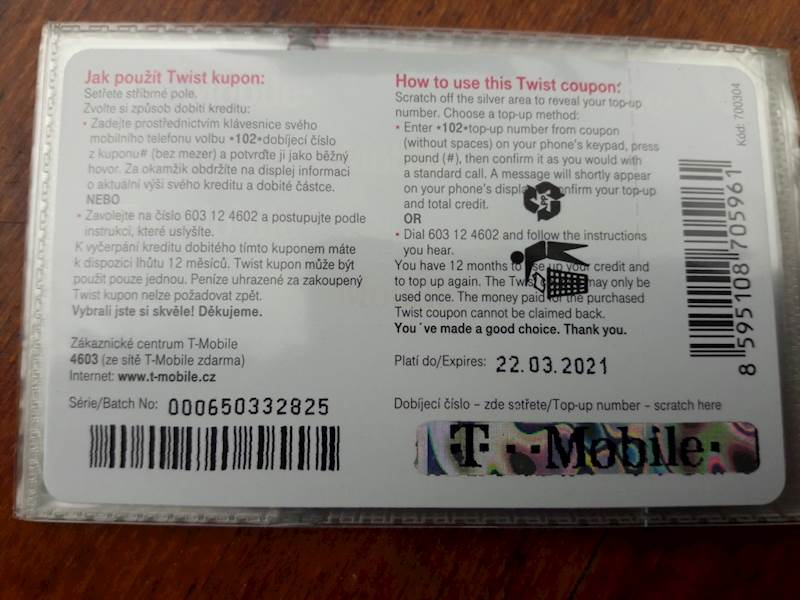 Jak použít Twist kupon:
Setřete stříbrné pole.
Zvolte si způsob dobití kreditu:
• Zadejte prostřednictvím klávesnice svého
mobilního telefonu volbu *102*dobíjecí číslo
z kuponu# (bez mezer) a potvrďte ji jako běžný
hovor. Za okamžik obdržíte na displej informaci
o aktuální výši svého kreditu a dobité částce.
NEBO
• Zavolejte na číslo 603 12 4602 a postupujte podle
instrukcí, které uslyšíte.
K vyčerpání kreditu dobitého tímto kuponem máte
k dispozici lhůtu 12 měsíců. Twist kupon může být
použit pouze jednou. Peníze uhrazené za zakoupený
Twist kupon nelze požadovat zpět.
Vybrali jste si skvěle! Děkujeme.
Zákaznické centrum T-Mobile
4603 (ze sítě T-Mobile zdarma)
Internet: www.t-mobile.cz
Série/Batch No: 000650332825
How to use this Twist coupon:
Scratch off the silver area to reveal your top-up
number. Choose a top-up method:
• Enter *102*top-up number from coupon
(without spaces) on your phone's keypad, press
pound (#), then confirm it as you would with
a standard call. A message will shortly appear
on your phone's display confirm your top-up
and total credit.
OR
• Dial 603 12 4602 and follow the instructions
you hear.
You have 12 months to use up your credit and
to top up again. The Twist may only be
used once. The money paid for the purchased
Twist coupon cannot be claimed back.
You´ve made a good choice. Thank you.
Platí do/Expires: 22.03.2021
Dobíjecí číslo – zde setřete/Top-up number – scratch here
T··Mobile·
Kód: 700304
8 595108 705961
PP